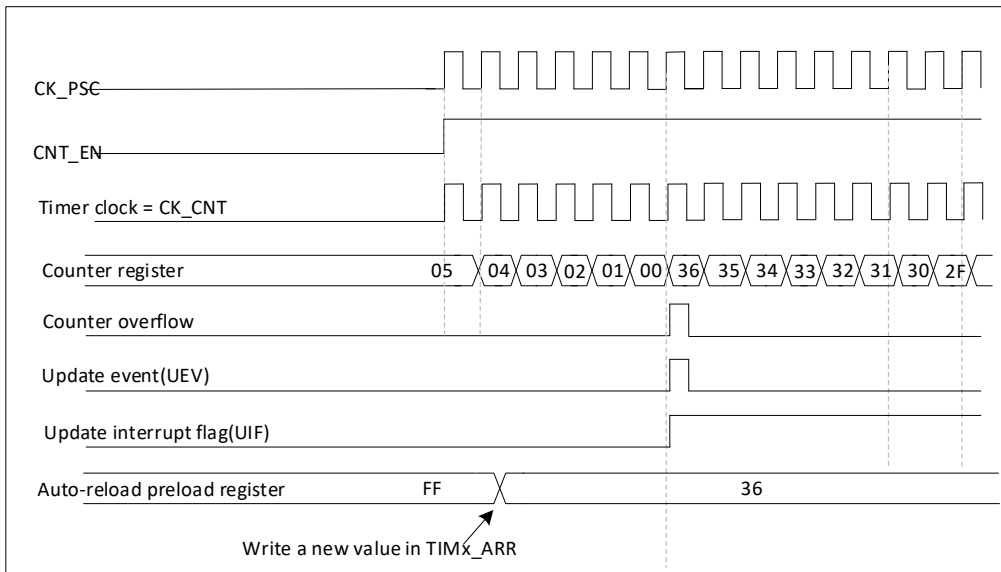 CK_PSC
CNT_EN
Timer clock = CK_CNT
Counter register 05 04 03 02 01 00 36 35 34 33 32 31 30 2F
Counter overflow
Update event(UEV)
Update interrupt flag(UIF)
Auto-reload preload register FF 36
Write a new value in TIMx_ARR